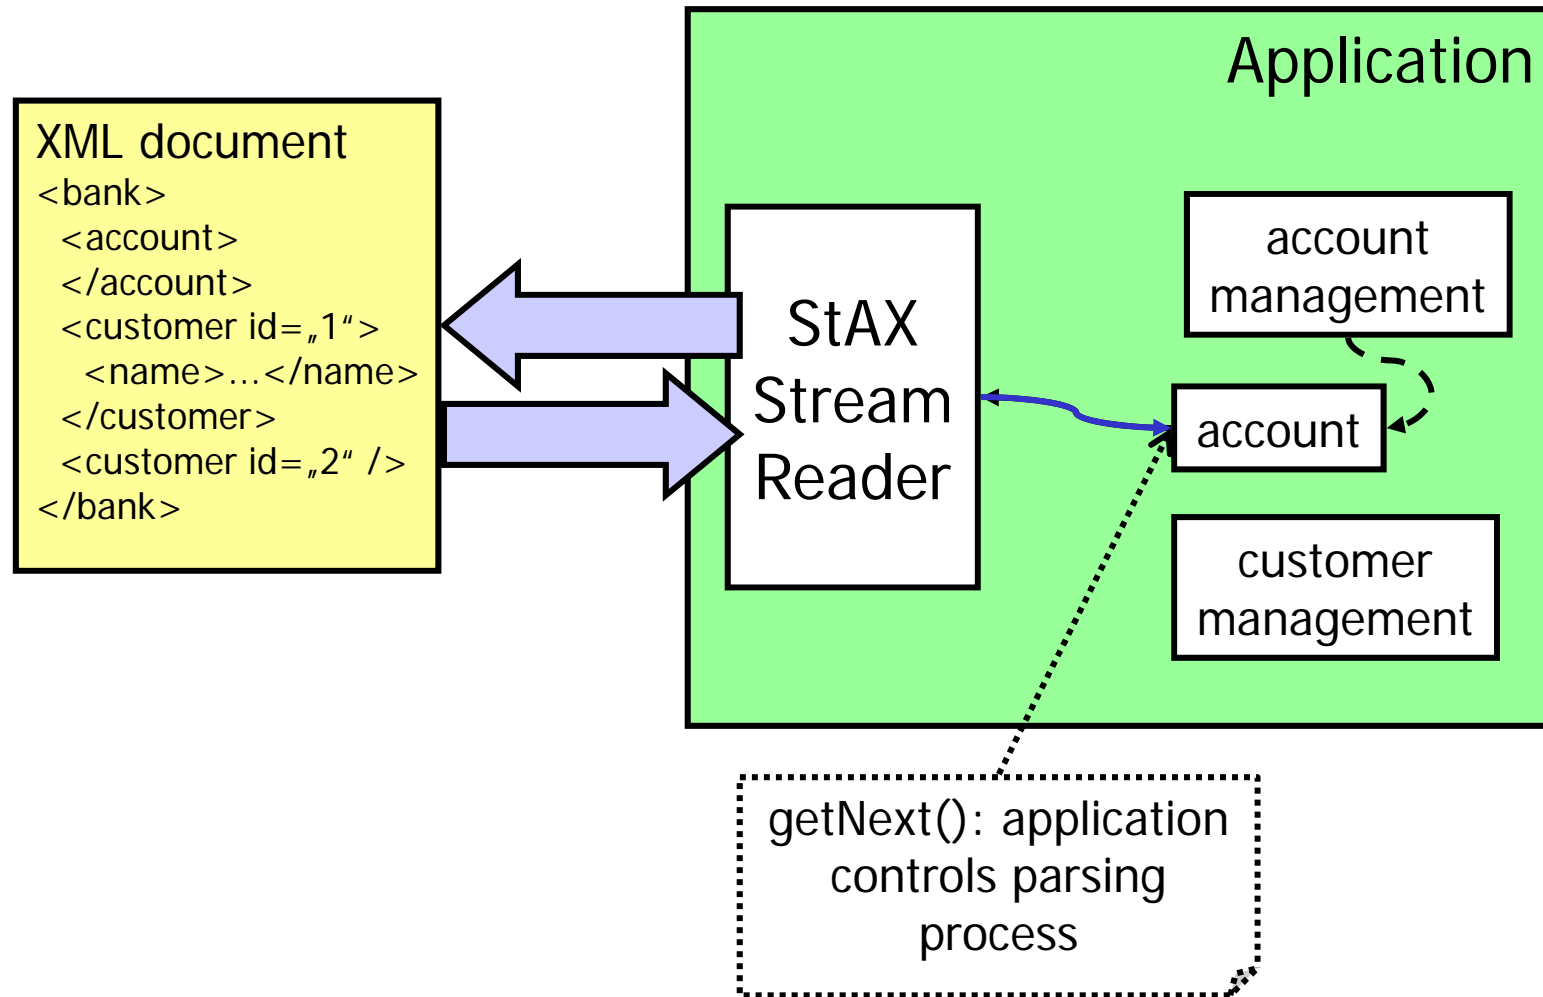 Application
XML document
<bank>
<account>
</account>
<customer id=„1“>
<name>...</name>
</customer>
<customer id=„2“ />
</bank>
StAX
Stream
Reader
account
management
account
customer
management
getNext(): application
controls parsing
process